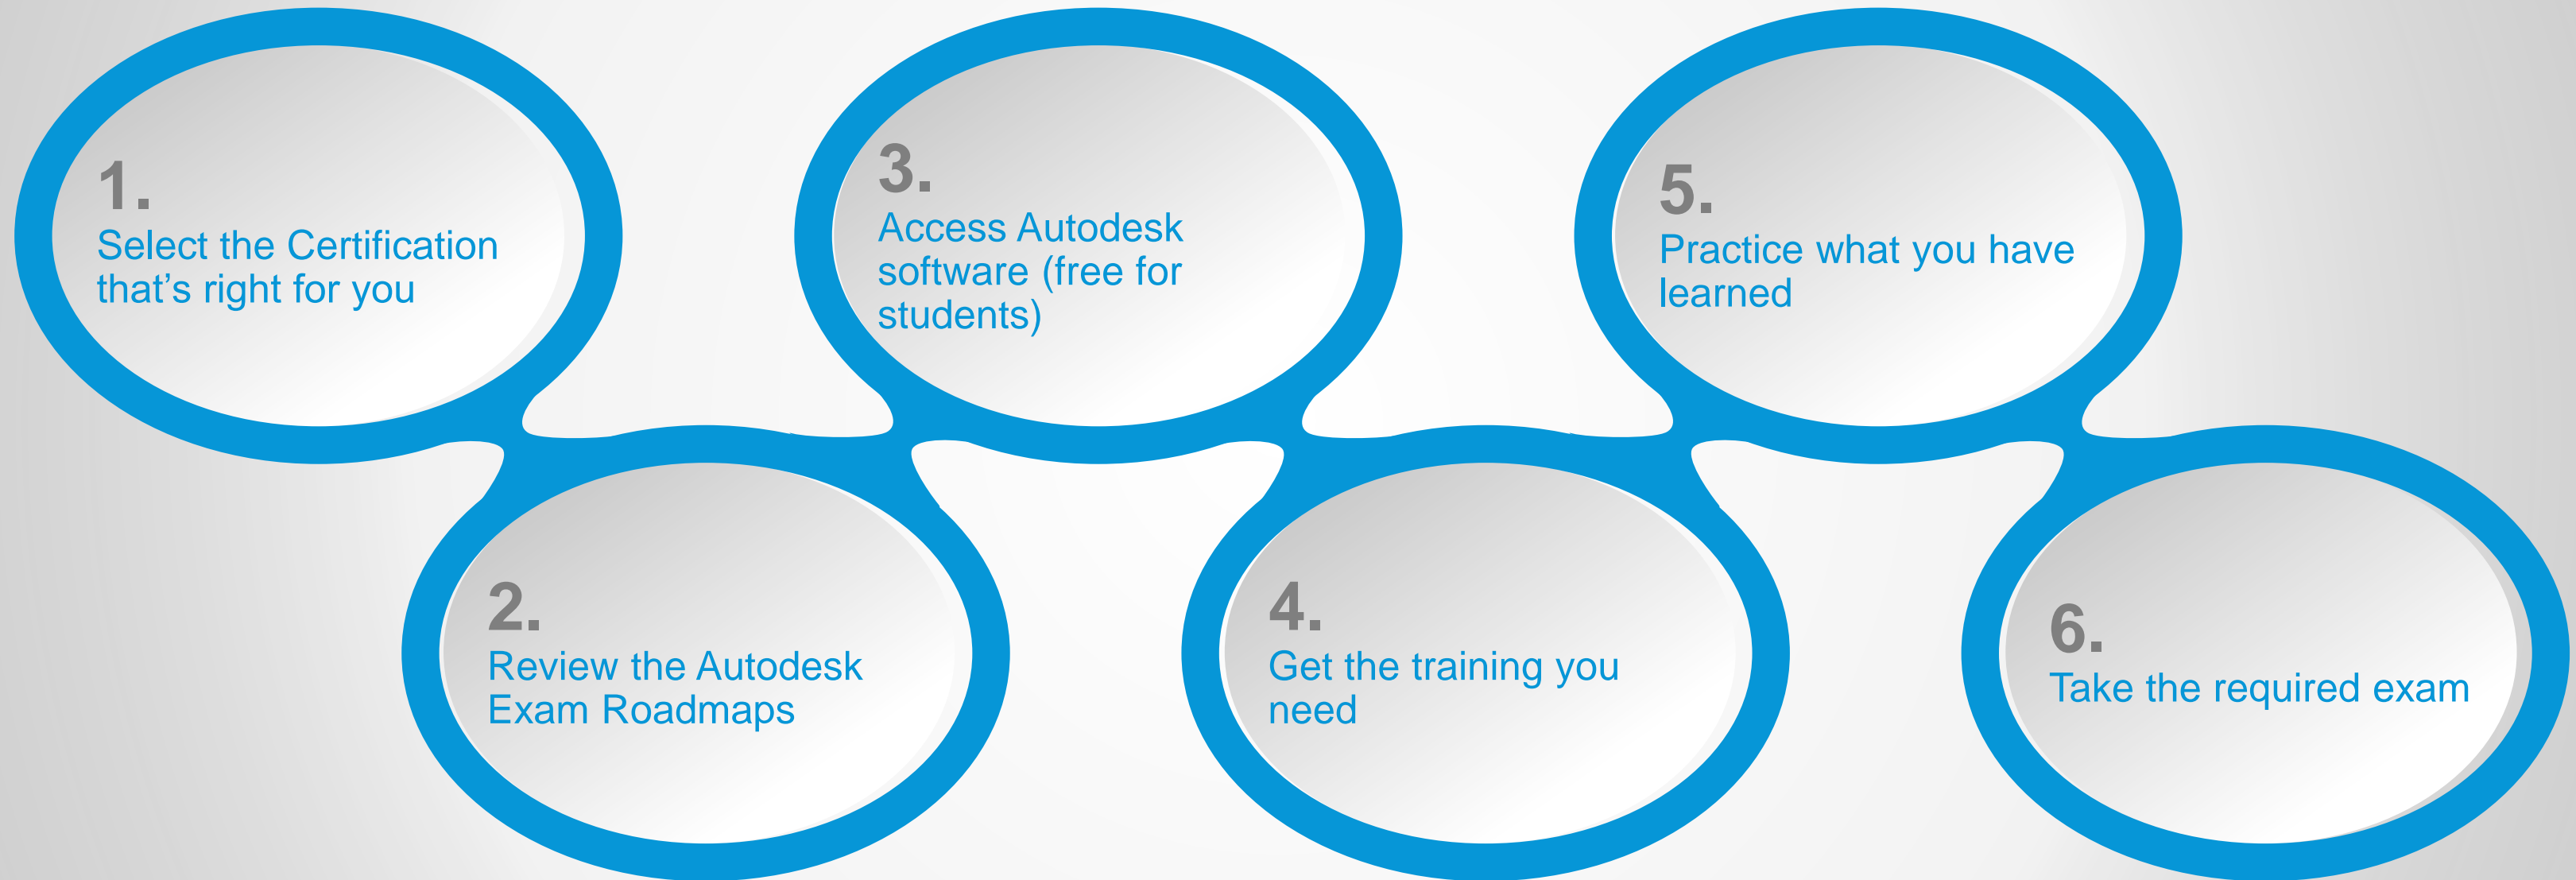 1.
Select the Certification
that’s right for you
2.
Review the Autodesk
Exam Roadmaps
3.
Access Autodesk
software (free for
students)
4.
Get the training you
need
5.
Practice what you have
learned
6.
Take the required exam